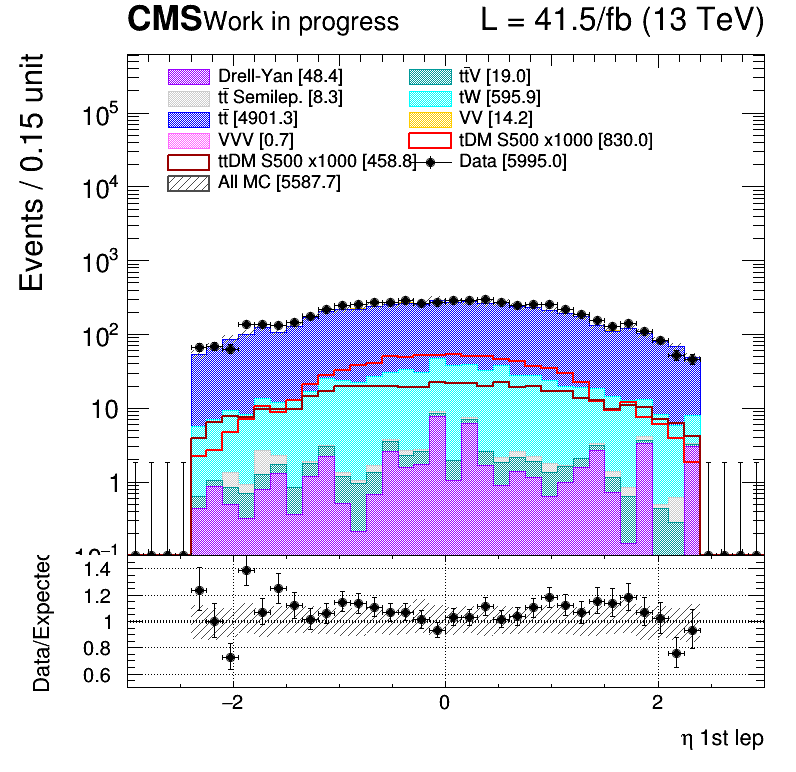 CMS Work in progress L = 41.5/fb (13 TeV)
Events / 0.15 unit
Drell-Yan [48.4] tt̄V [19.0]
tt̄ Semilep. [8.3] tW [595.9]
tt̄ [4901.3] VV [14.2]
VVV [0.7] tDM S500 x1000 [830.0]
ttDM S500 x1000 [458.8] Data [5995.0]
All MC [5587.7]
10⁵
10⁴
10³
10²
10
1
10⁻¹
Data/Expected
1.4
1.2
1
0.8
0.6
−2 0 2
η 1st lep